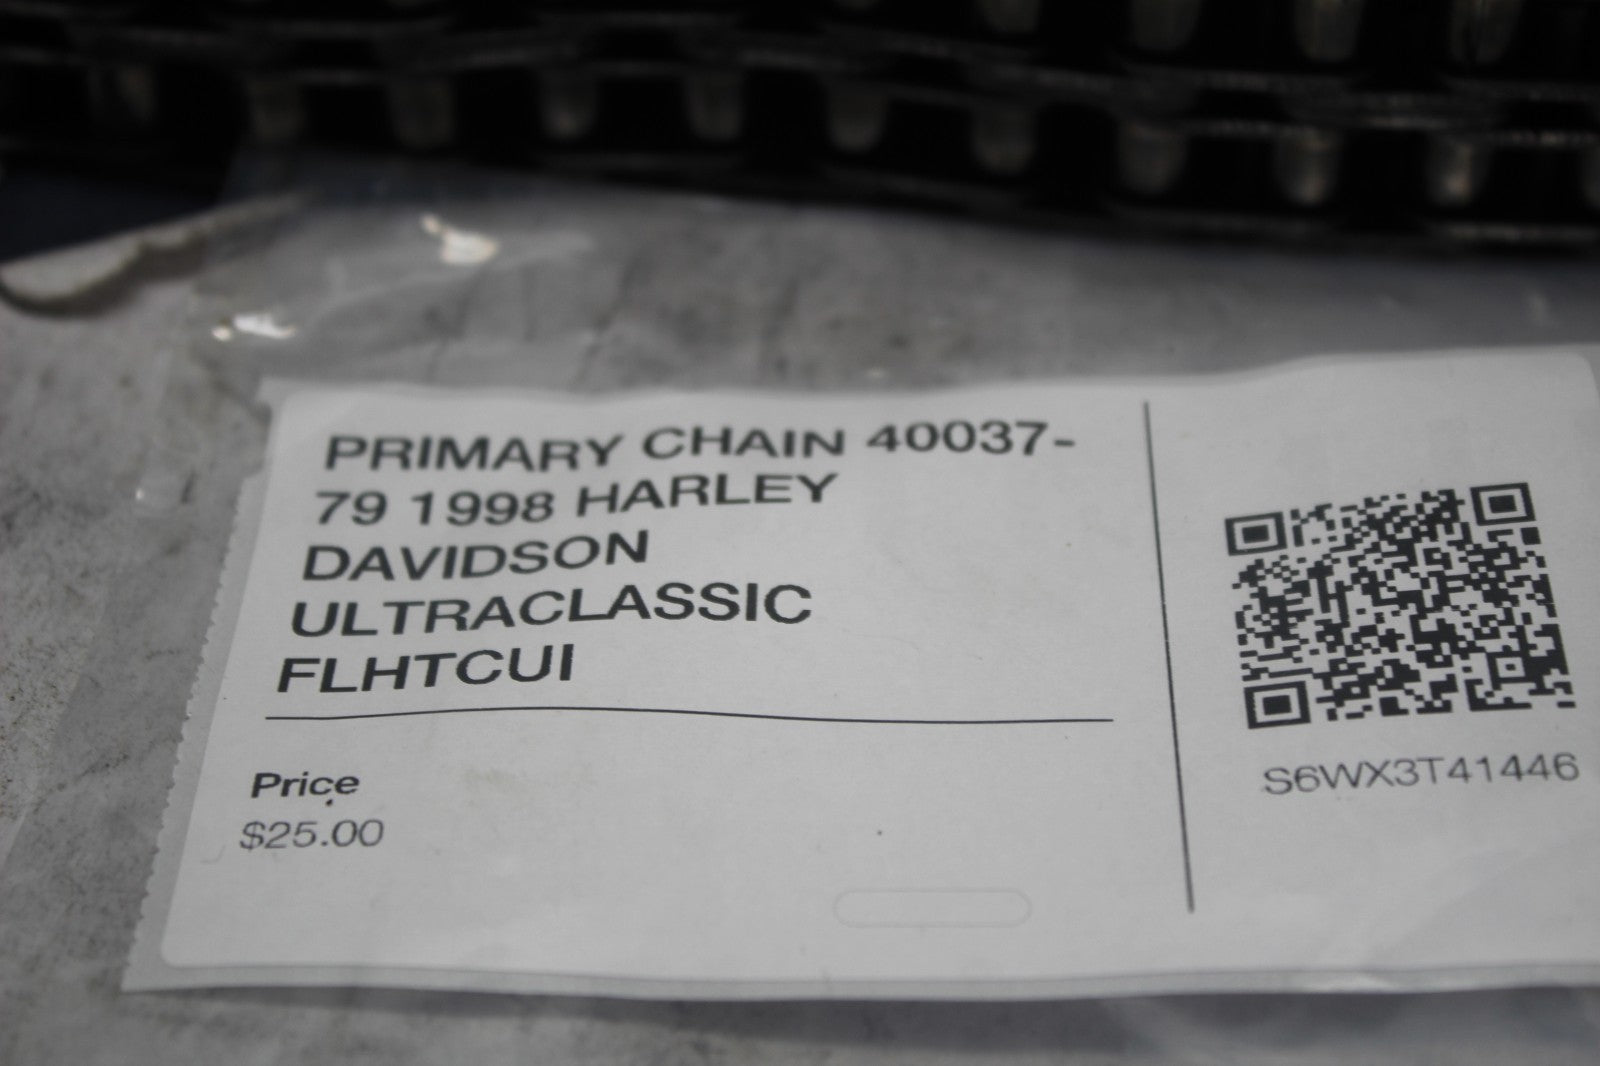 PRIMARY CHAIN 40037-
79 1998 HARLEY
DAVIDSON
ULTRACLASSIC
FLHTCUI
Price
$25.00
S6WX3T41446